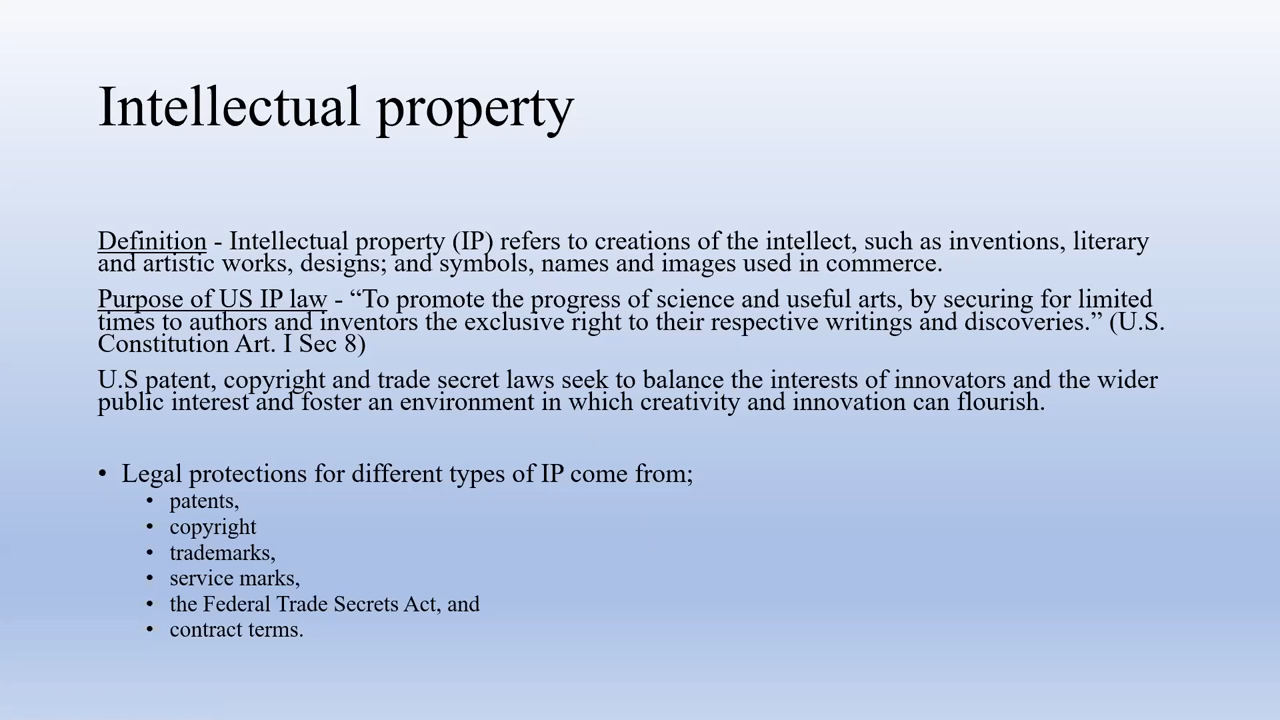 Intellectual property
Definition - Intellectual property (IP) refers to creations of the intellect, such as inventions, literary
and artistic works, designs; and symbols, names and images used in commerce.
Purpose of US IP law - “To promote the progress of science and useful arts, by securing for limited
times to authors and inventors the exclusive right to their respective writings and discoveries.” (U.S.
Constitution Art. I Sec 8)
U.S patent, copyright and trade secret laws seek to balance the interests of innovators and the wider
public interest and foster an environment in which creativity and innovation can flourish.
• Legal protections for different types of IP come from;
• patents,
• copyright
• trademarks,
• service marks,
• the Federal Trade Secrets Act, and
• contract terms.